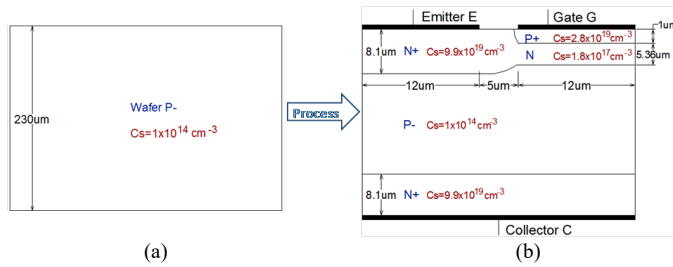 230um
Wafer P-
Cs=1x10^14 cm^-3
Process
Emitter E
Gate G
8.1um
N+ Cs=9.9x10^19cm^-3
P+ Cs=2.8x10^19cm^-3
1um
N Cs=1.8x10^17cm^-3
5.36um
12um
5um
12um
P- Cs=1x10^14 cm^-3
8.1um
N+ Cs=9.9x10^19cm^-3
Collector C
(a)
(b)